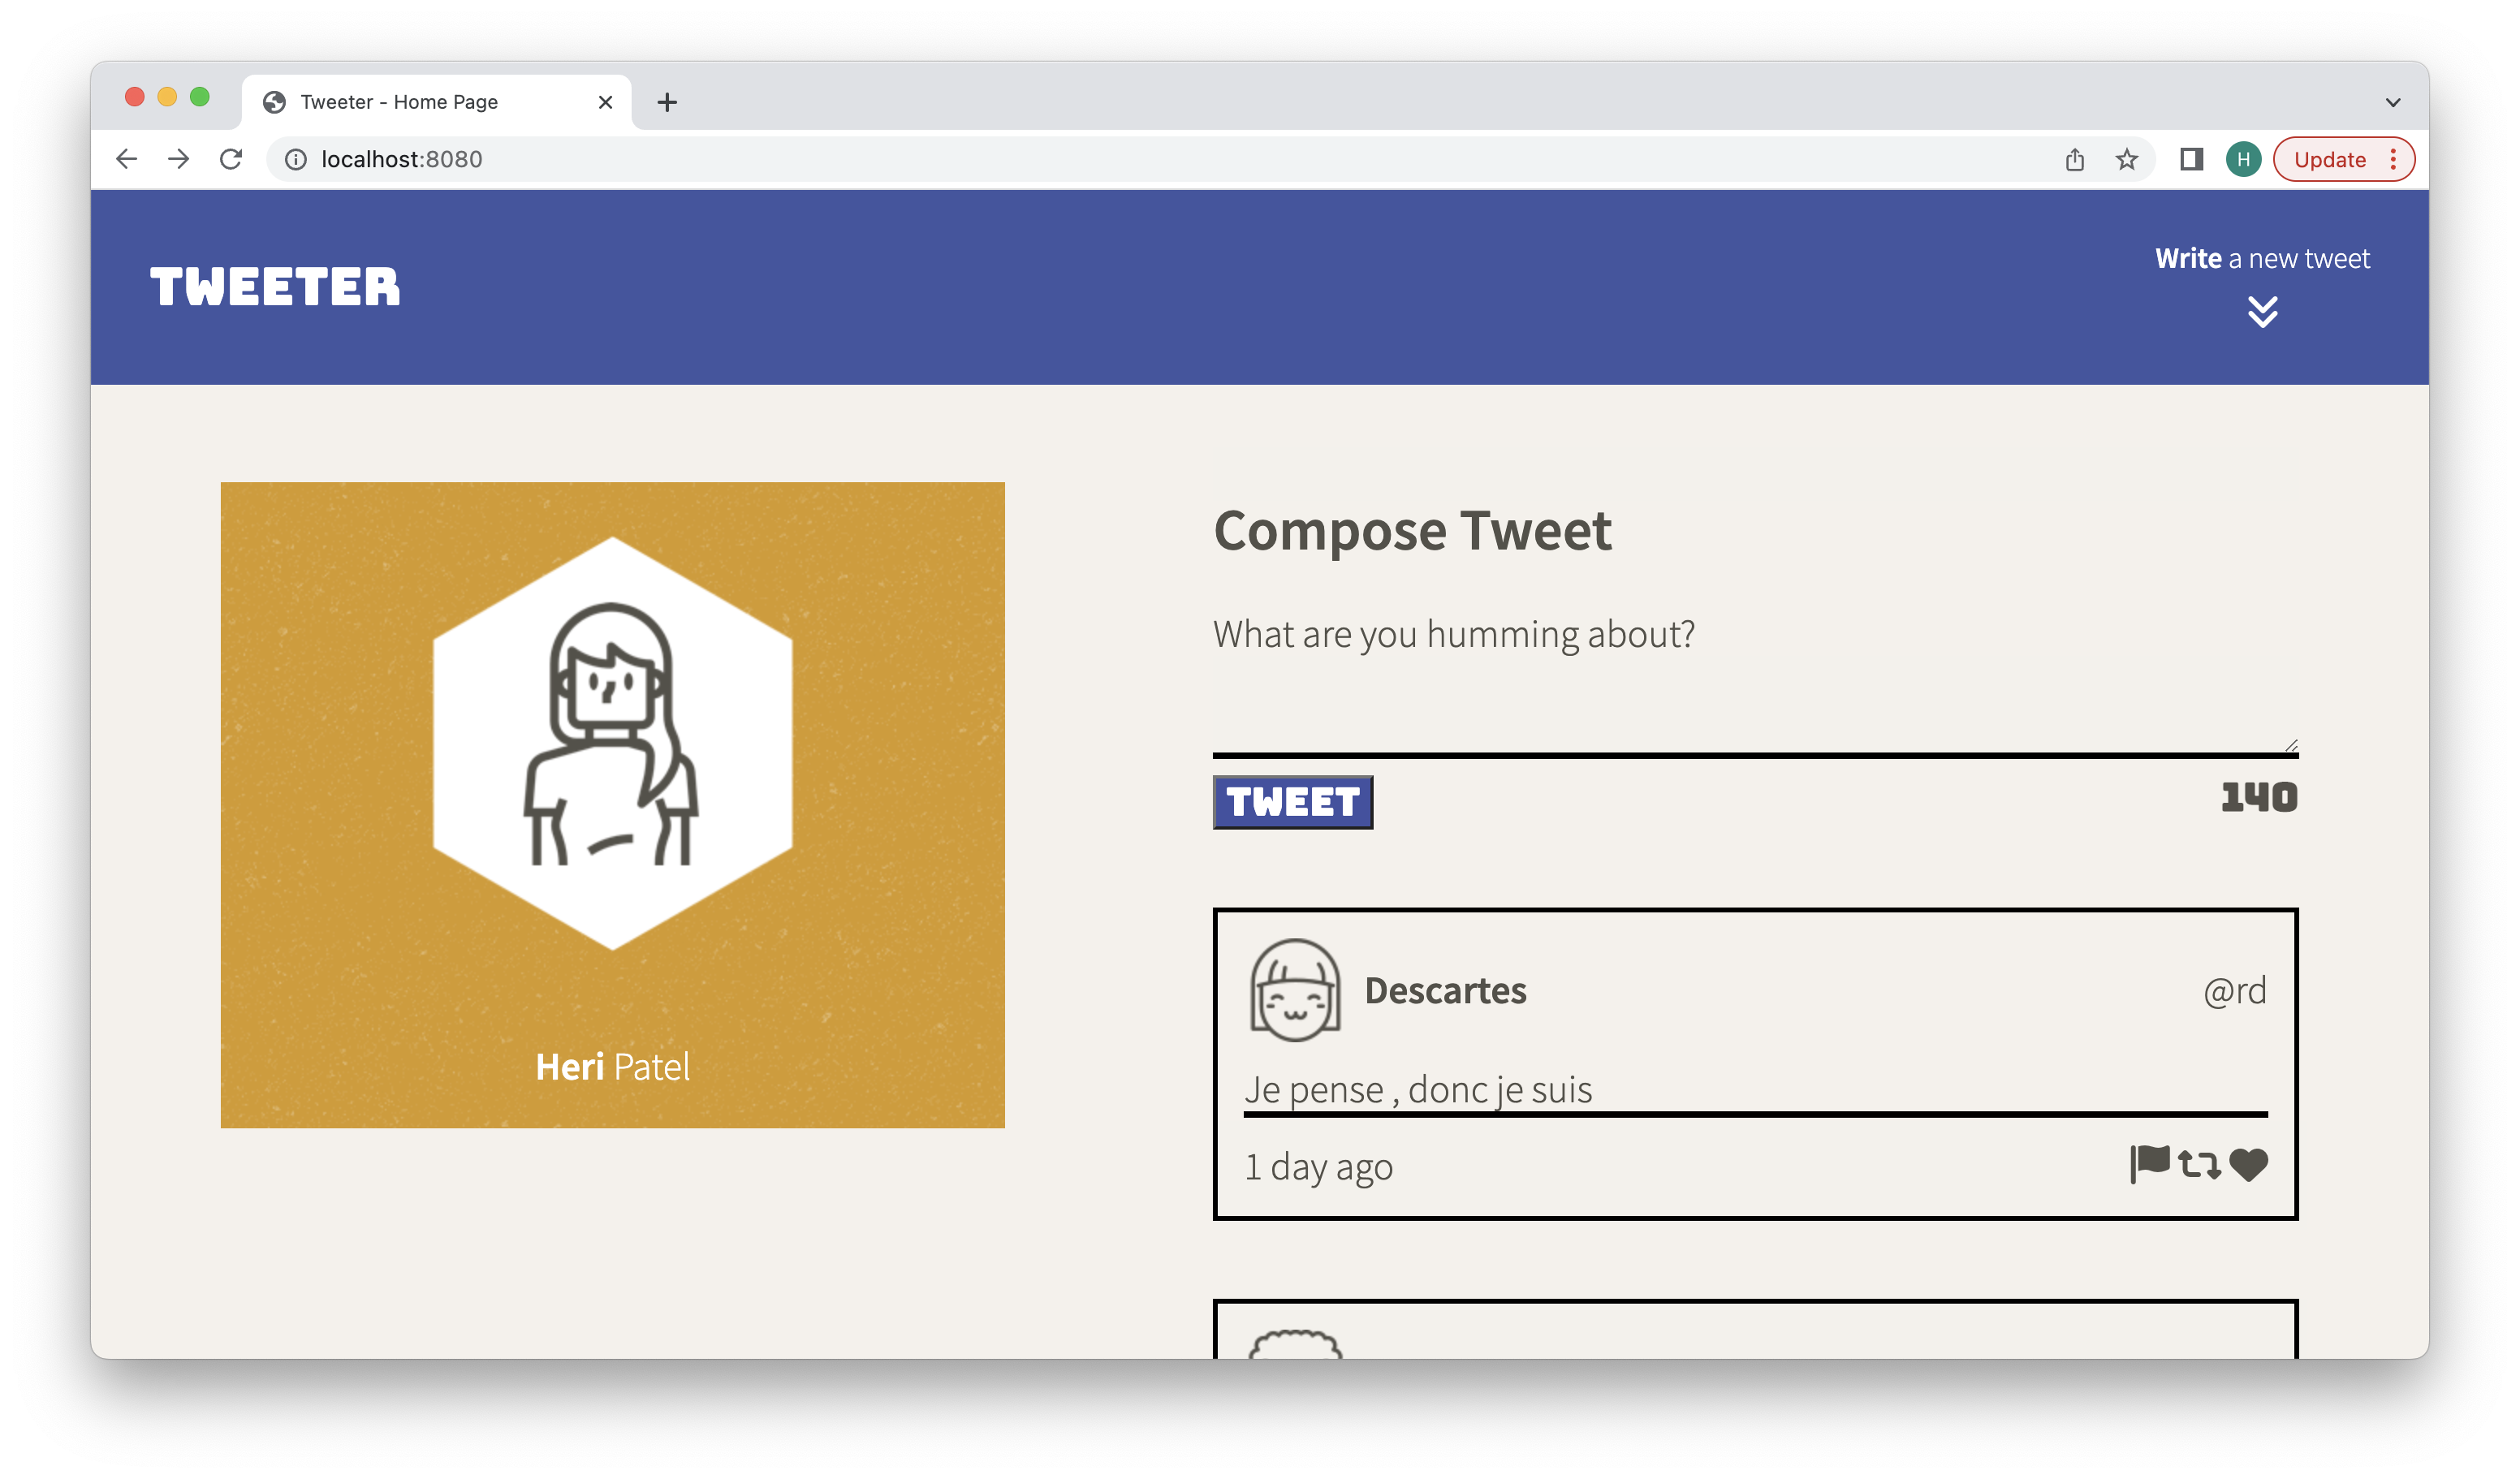 Tweeter - Home Page
localhost:8080
H
Update
TWEETER
Write a new tweet
Compose Tweet
What are you humming about?
TWEET
140
Heri Patel
Descartes
@rd
Je pense , donc je suis
1 day ago